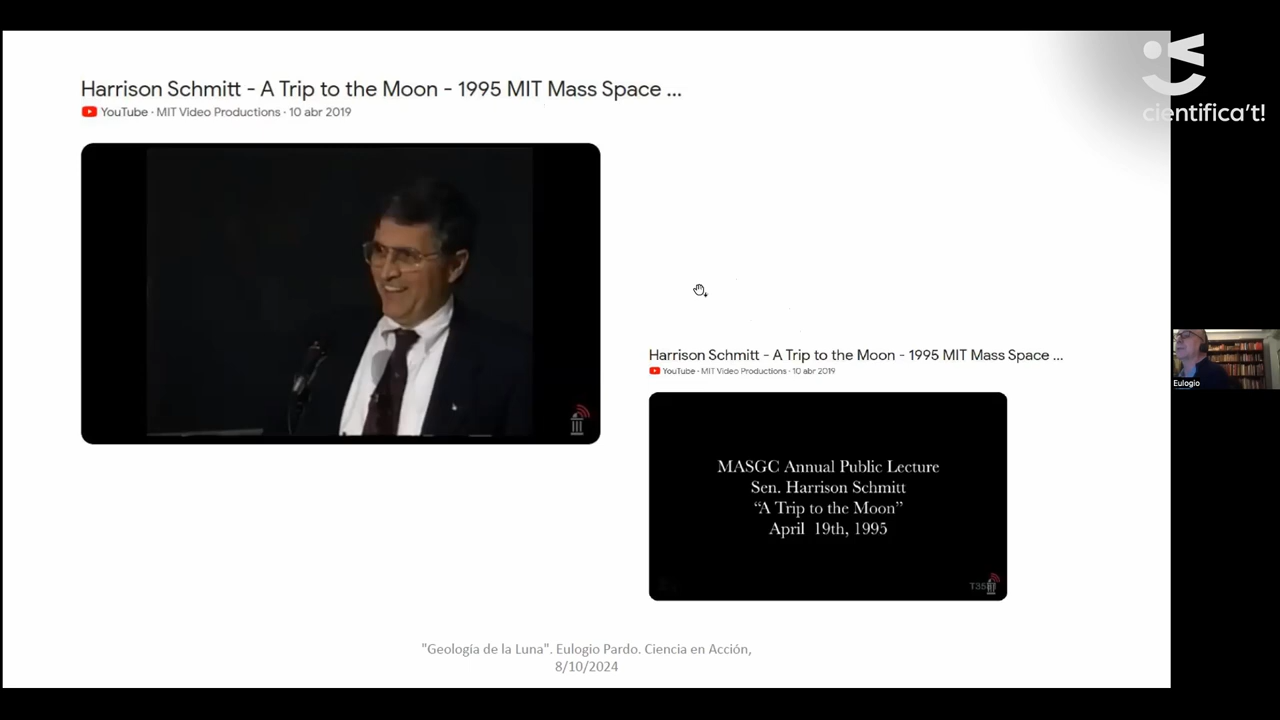 Harrison Schmitt - A Trip to the Moon - 1995 MIT Mass Space ...
YouTube · MIT Video Productions · 10 abr 2019
cientifica't!
Harrison Schmitt - A Trip to the Moon - 1995 MIT Mass Space ...
YouTube · MIT Video Productions · 10 abr 2019
Eulogio
MASGC Annual Public Lecture
Sen. Harrison Schmitt
“A Trip to the Moon”
April 19th, 1995
"Geología de la Luna". Eulogio Pardo. Ciencia en Acción,
8/10/2024